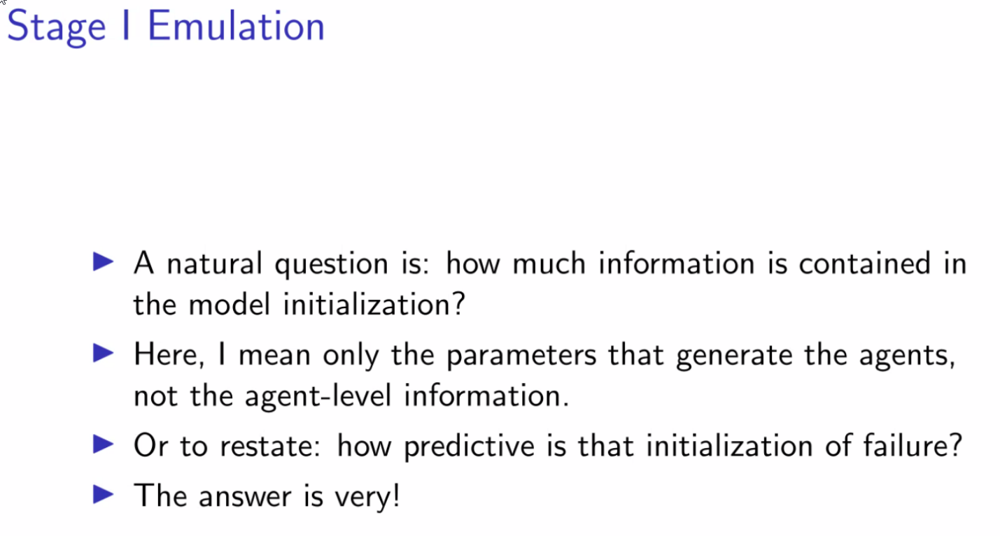 Stage I Emulation
A natural question is: how much information is contained in
the model initialization?
Here, I mean only the parameters that generate the agents,
not the agent-level information.
Or to restate: how predictive is that initialization of failure?
The answer is very!